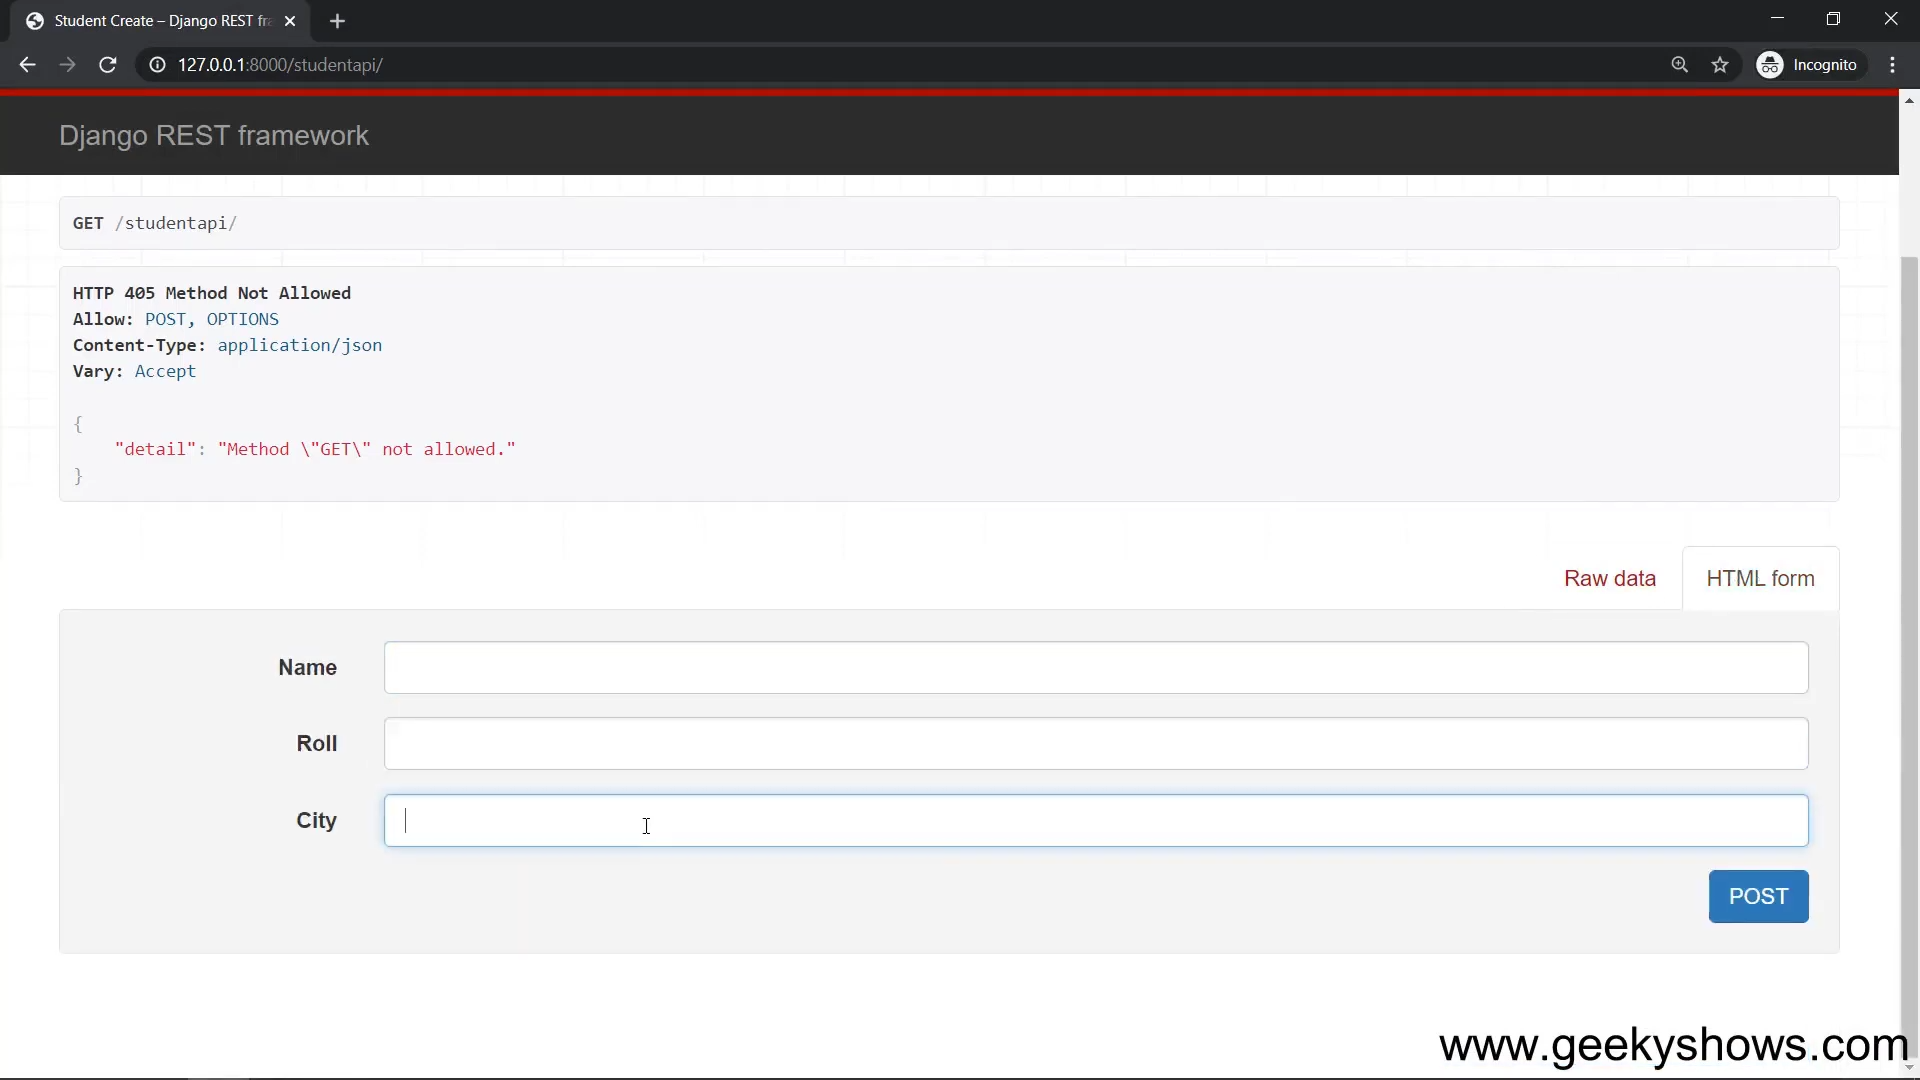 Student Create – Django REST fra
127.0.0.1:8000/studentapi/
Incognito
Django REST framework
GET /studentapi/
HTTP 405 Method Not Allowed
Allow: POST, OPTIONS
Content-Type: application/json
Vary: Accept
{
"detail": "Method \"GET\" not allowed."
}
Raw data
HTML form
Name
Roll
City
POST
www.geekyshows.com